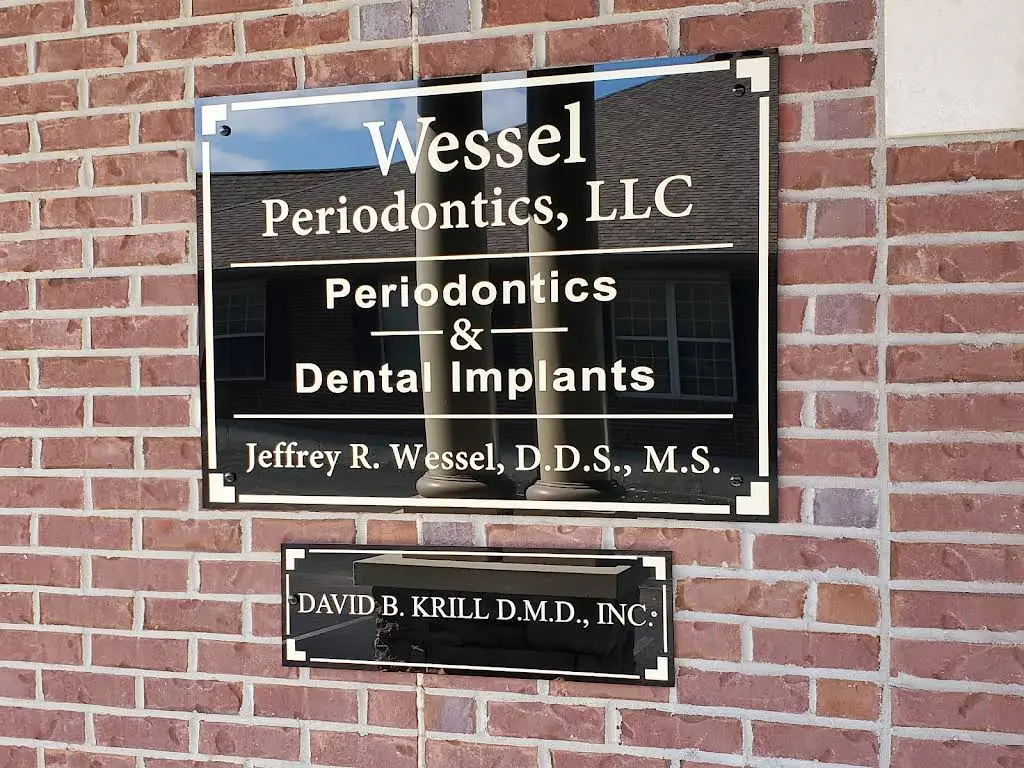 Wessel
Periodontics, LLC
Periodontics
&
Dental Implants
Jeffrey R. Wessel, D.D.S., M.S.
DAVID B. KRILL D.M.D., INC.